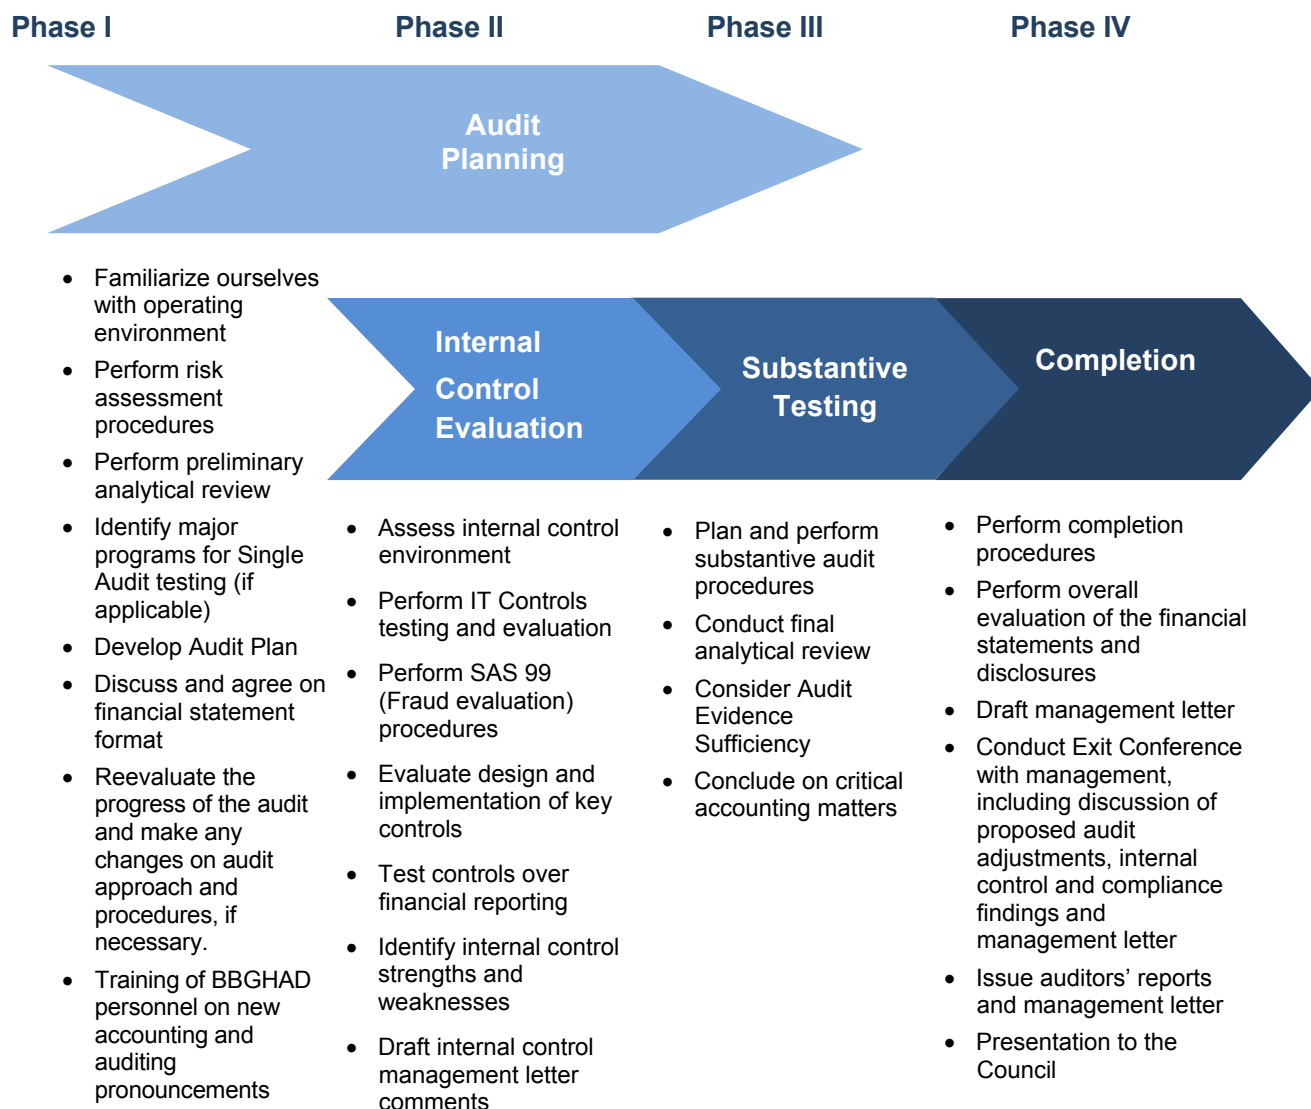 Phase I
Phase II
Phase III
Phase IV
Audit
Planning
• Familiarize ourselves
with operating
environment
• Perform risk
assessment
procedures
• Perform preliminary
analytical review
• Identify major
programs for Single
Audit testing (if
applicable)
• Develop Audit Plan
• Discuss and agree on
financial statement
format
• Reevaluate the
progress of the audit
and make any
changes on audit
approach and
procedures, if
necessary.
• Training of BBGHAD
personnel on new
accounting and
auditing
pronouncements
Internal
Control
Evaluation
• Assess internal control
environment
• Perform IT Controls
testing and evaluation
• Perform SAS 99
(Fraud evaluation)
procedures
• Evaluate design and
implementation of key
controls
• Test controls over
financial reporting
• Identify internal control
strengths and
weaknesses
• Draft internal control
management letter
comments
Substantive
Testing
• Plan and perform
substantive audit
procedures
• Conduct final
analytical review
• Consider Audit
Evidence
Sufficiency
• Conclude on critical
accounting matters
Completion
• Perform completion
procedures
• Perform overall
evaluation of the financial
statements and
disclosures
• Draft management letter
• Conduct Exit Conference
with management,
including discussion of
proposed audit
adjustments, internal
control and compliance
findings and
management letter
• Issue auditors’ reports
and management letter
• Presentation to the
Council